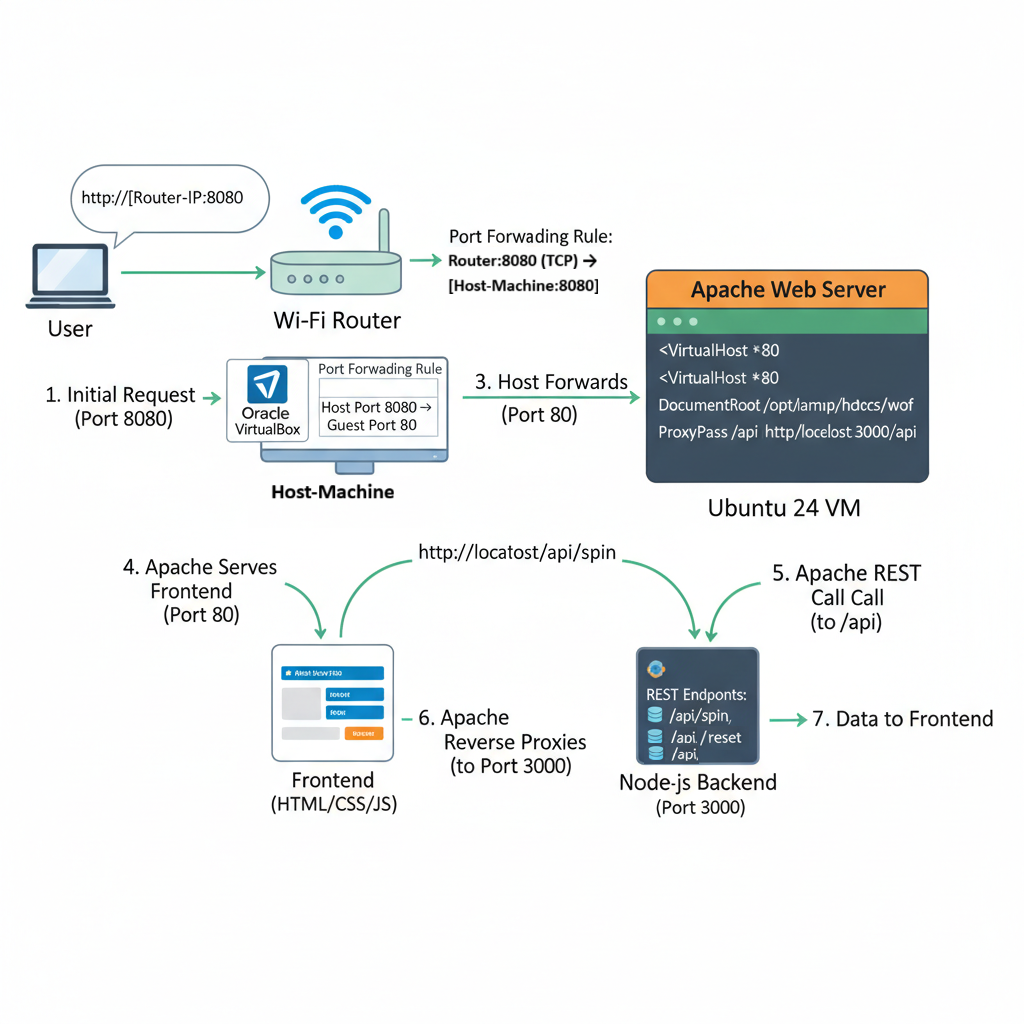 http://[Router-IP:8080
User
Wi-Fi Router
Port Forwading Rule:
Router:8080 (TCP) →
[Host-Machine:8080]
1. Initial Request
(Port 8080)
Oracle
VirtualBox
Port Forwading Rule
Host Port 8080→
Guest Port 80
Host-Machine
3. Host Forwards
(Port 80)
Apache Web Server
<VirtualHost *80
<VirtualHost *80
DocumentRoot /opt/lamp/hdccs/wof
ProxyPass /api http/locelost 3000/api
Ubuntu 24 VM
4. Apache Serves
Frontend
(Port 80)
http://locatost/api/spin
5. Apache REST
Call Call
(to /api)
6. Apache
Reverse Proxies
(to Port 3000)
Frontend
(HTML/CSS/JS)
REST Endponts:
/api/spin,
/api. /reset
/api,
Node-js Backend
(Port 3000)
7. Data to Frontend